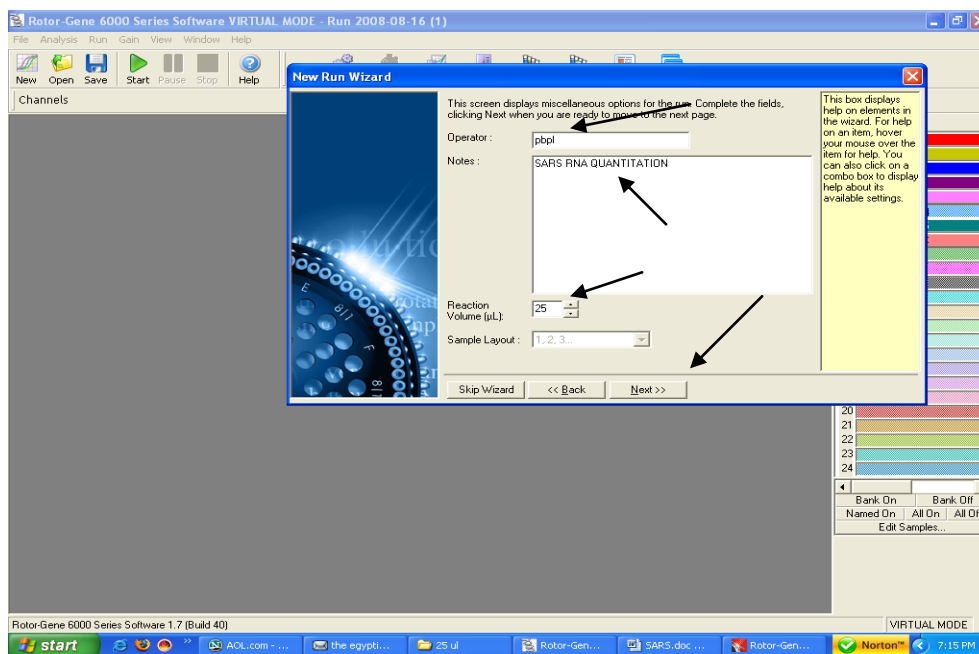 Rotor-Gene 6000 Series Software VIRTUAL MODE - Run 2008-08-16 (1)
File Analysis Run Gain View Window Help
New Open Save Start Pause Stop Help
Channels
New Run Wizard
This screen displays miscellaneous options for the run. Complete the fields,
clicking Next when you are ready to move to the next page.
Operator :
pbpl
Notes :
SARS RNA QUANTITATION
Reaction
Volume (µL):
25
Sample Layout :
1, 2, 3...
Skip Wizard
<< Back
Next >>
This box displays
help on elements in
the wizard. For help
on an item, hover
your mouse over the
item for help. You
can also click on a
combo box to display
help about its
available settings.
20
21
22
23
24
Bank On Bank Off
Named On All On All Of
Edit Samples...
Rotor-Gene 6000 Series Software 1.7 (Build 40)
VIRTUAL MODE
start
AOL.com - ...
the egypti...
25 ul
Rotor-Gen...
SARS.doc ...
Rotor-Gen...
Norton™
7:15 PM